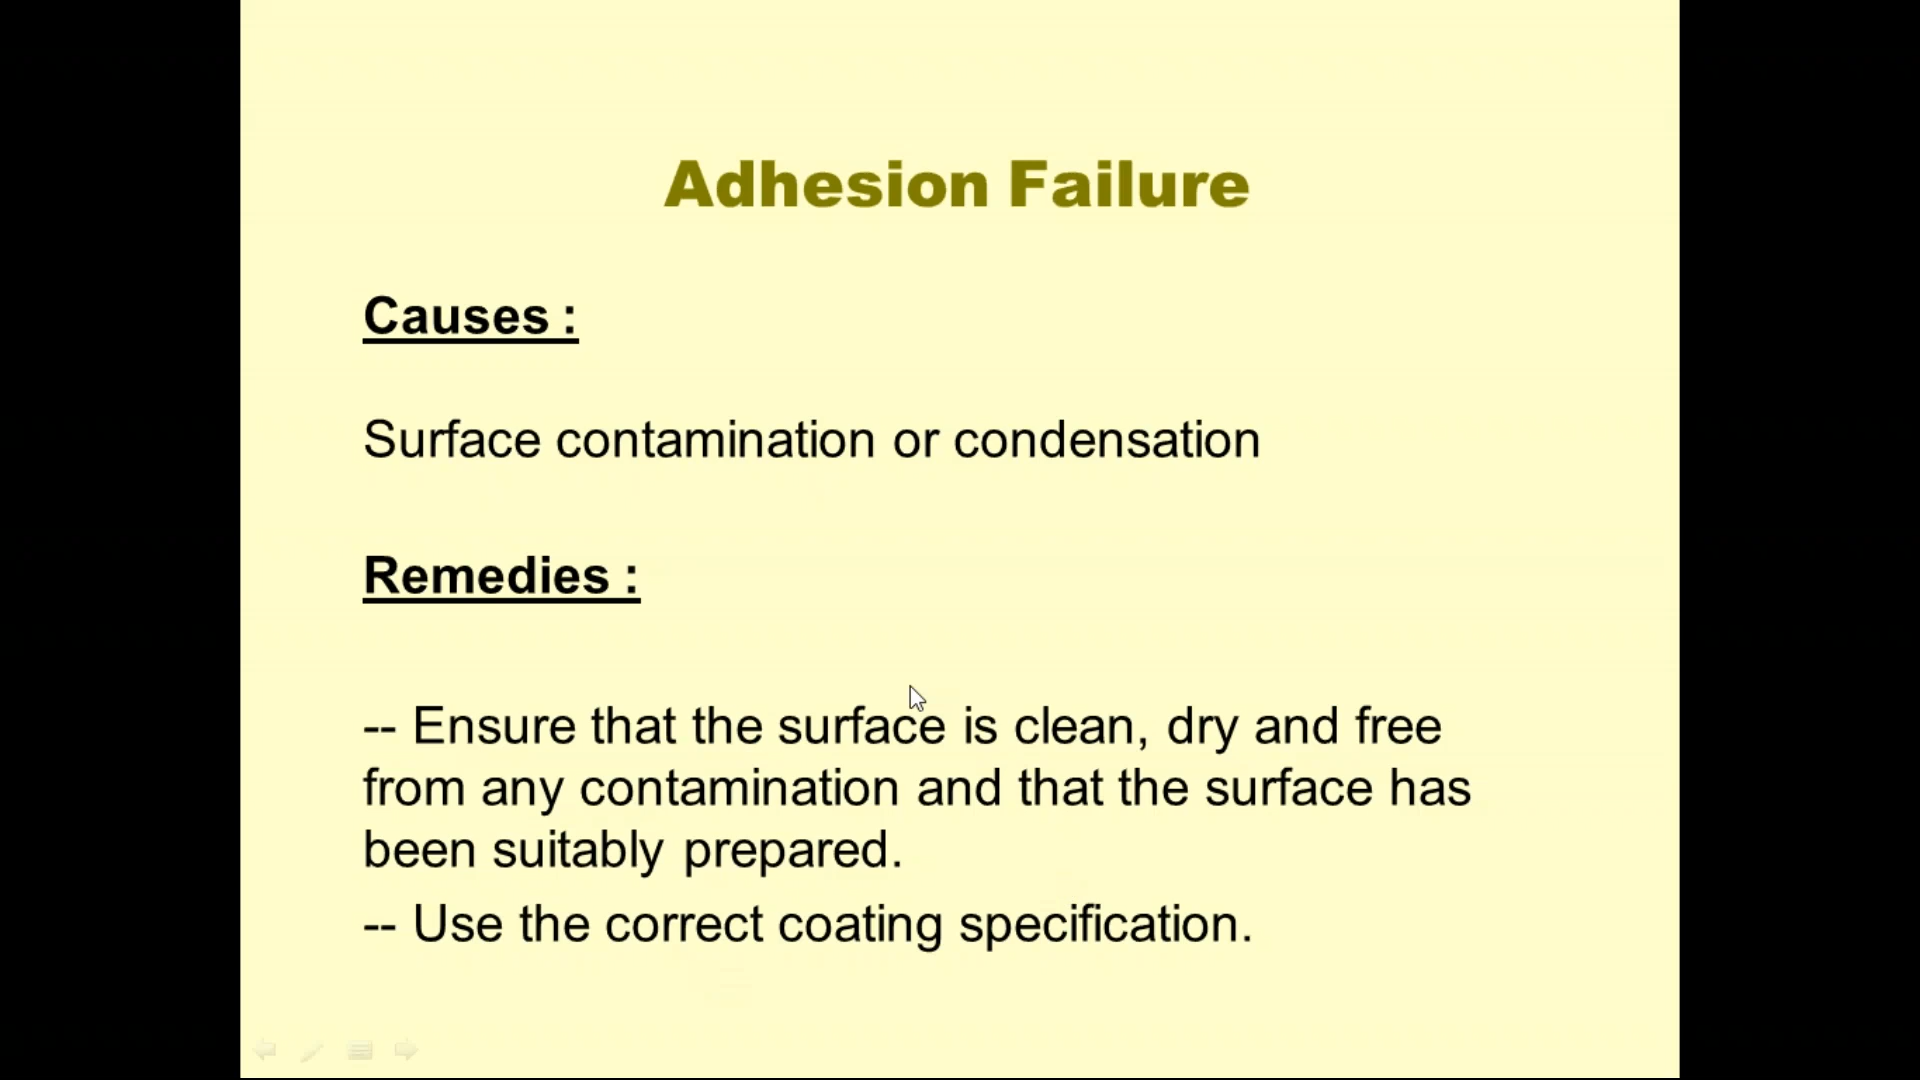 Adhesion Failure
Causes :
Surface contamination or condensation
Remedies :
-- Ensure that the surface is clean, dry and free
from any contamination and that the surface has
been suitably prepared.
-- Use the correct coating specification.